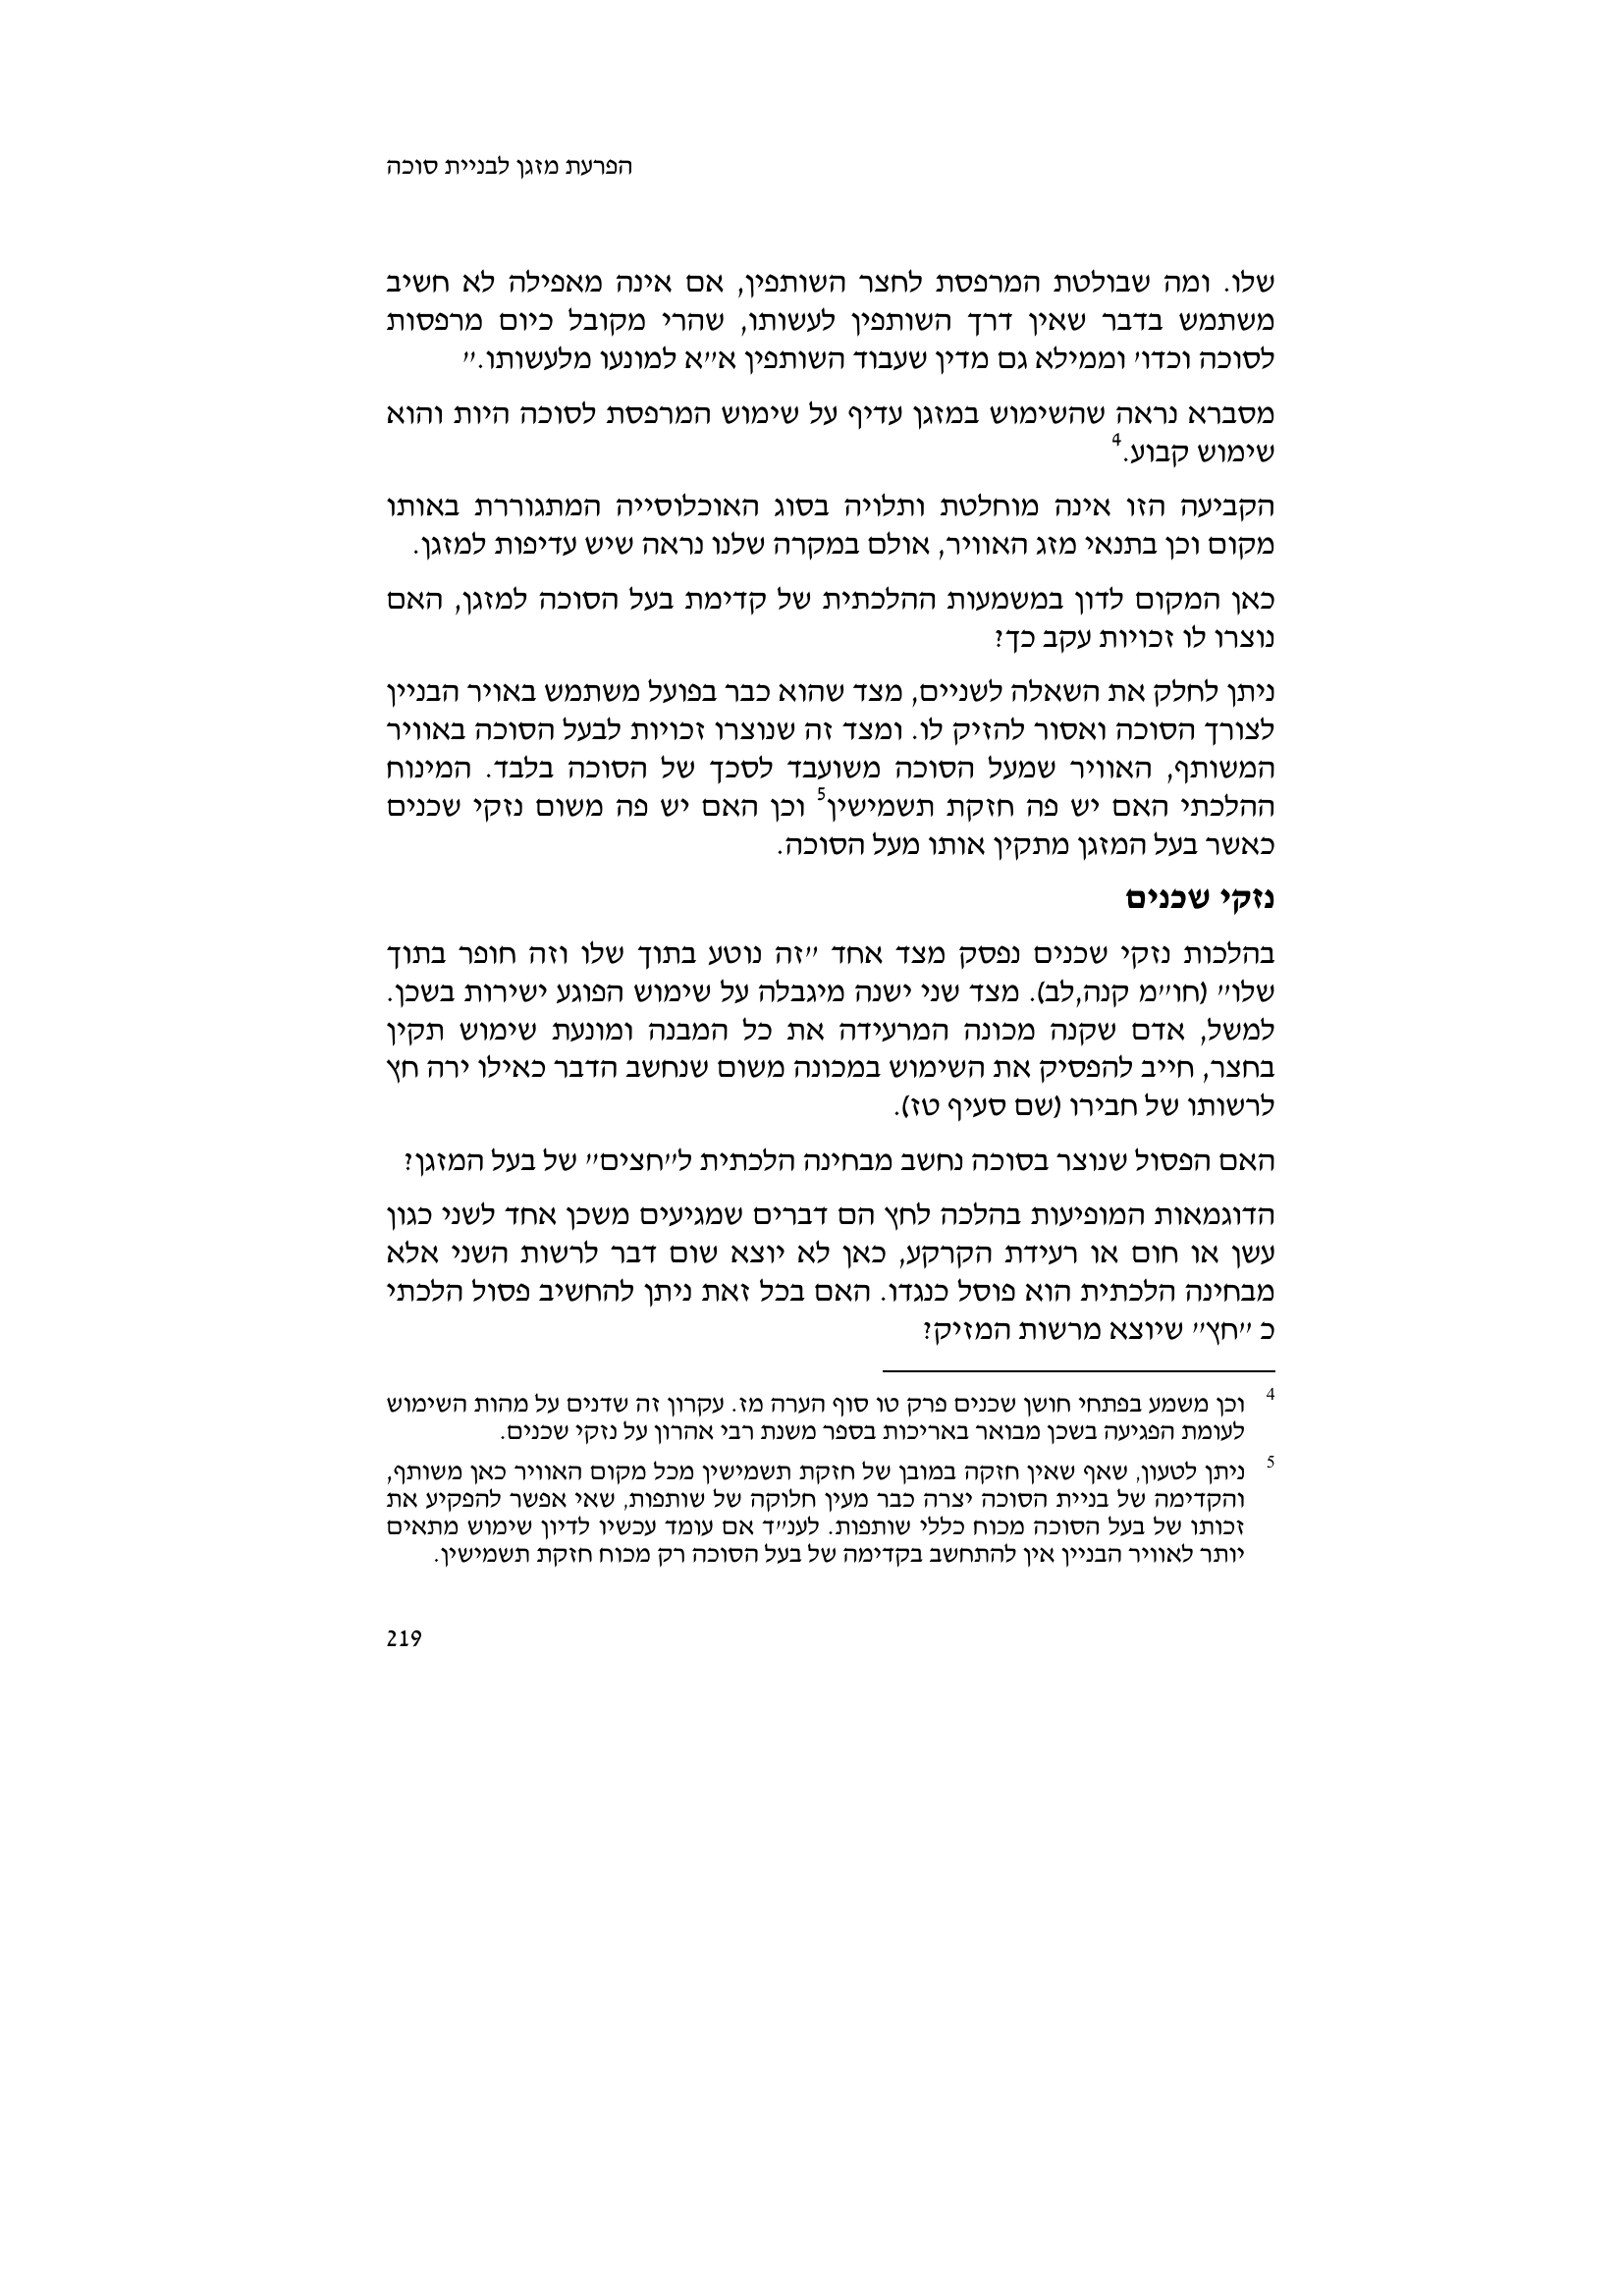 הפרעת מזגן לבניית סוכה
שלו. ומה שבולטת המרפסת לחצר השותפין, אם אינה מאפילה לא חשיב
משתמש בדבר שאין דרך השותפין לעשותו, שהרי מקובל כיום מרפסות
לסוכה וכדו' וממילא גם מדין שעבוד השותפין א"א למונעו מלעשותו."
מסברא נראה שהשימוש במזגן עדיף על שימוש המרפסת לסוכה היות והוא
שימוש קבוע.4
הקביעה הזו אינה מוחלטת ותלויה בסוג האוכלוסייה המתגוררת באותו
מקום וכן בתנאי מזג האוויר, אולם במקרה שלנו נראה שיש עדיפות למזגן.
כאן המקום לדון במשמעות ההלכתית של קדימת בעל הסוכה למזגן, האם
נוצרו לו זכויות עקב כך?
ניתן לחלק את השאלה לשניים, מצד שהוא כבר בפועל משתמש באויר הבניין
לצורך הסוכה ואסור להזיק לו. ומצד זה שנוצרו זכויות לבעל הסוכה באוויר
המשותף, האוויר שמעל הסוכה משועבד לסכך של הסוכה בלבד. המינוח
ההלכתי האם יש פה חזקת תשמישין5 וכן האם יש פה משום נזקי שכנים
כאשר בעל המזגן מתקין אותו מעל הסוכה.
נזקי שכנים
בהלכות נזקי שכנים נפסק מצד אחד "זה נוטע בתוך שלו וזה חופר בתוך
שלו" (חו"מ קנה,לב). מצד שני ישנה מיגבלה על שימוש הפוגע ישירות בשכן.
למשל, אדם שקנה מכונה המרעידה את כל המבנה ומונעת שימוש תקין
בחצר, חייב להפסיק את השימוש במכונה משום שנחשב הדבר כאילו ירה חץ
לרשותו של חבירו (שם סעיף טז).
האם הפסול שנוצר בסוכה נחשב מבחינה הלכתית ל"חצים" של בעל המזגן?
הדוגמאות המופיעות בהלכה לחץ הם דברים שמגיעים משכן אחד לשני כגון
עשן או חום או רעידת הקרקע, כאן לא יוצא שום דבר לרשות השני אלא
מבחינה הלכתית הוא פוסל כנגדו. האם בכל זאת ניתן להחשיב פסול הלכתי
כ "חץ" שיוצא מרשות המזיק?
4 וכן משמע בפתחי חושן שכנים פרק טו סוף הערה מז. עקרון זה שדנים על מהות השימוש
לעומת הפגיעה בשכן מבואר באריכות בספר משנת רבי אהרון על נזקי שכנים.
5 ניתן לטעון, שאף שאין חזקה במובן של חזקת תשמישין מכל מקום האוויר כאן משותף,
והקדימה של בניית הסוכה יצרה כבר מעין חלוקה של שותפות, שאי אפשר להפקיע את
זכותו של בעל הסוכה מכוח כללי שותפות. לענ"ד אם עומד עכשיו לדיון שימוש מתאים
יותר לאוויר הבניין אין להתחשב בקדימה של בעל הסוכה רק מכוח חזקת תשמישין.
219